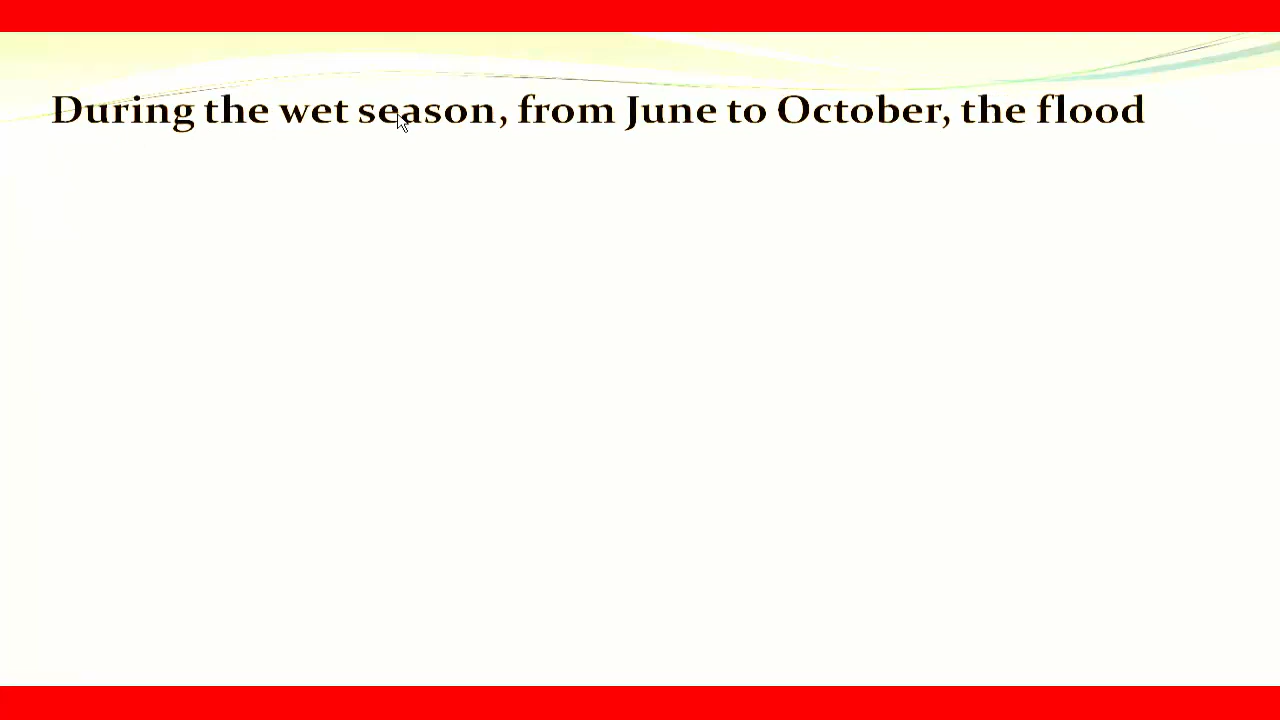 During the wet season, from June to October, the flood